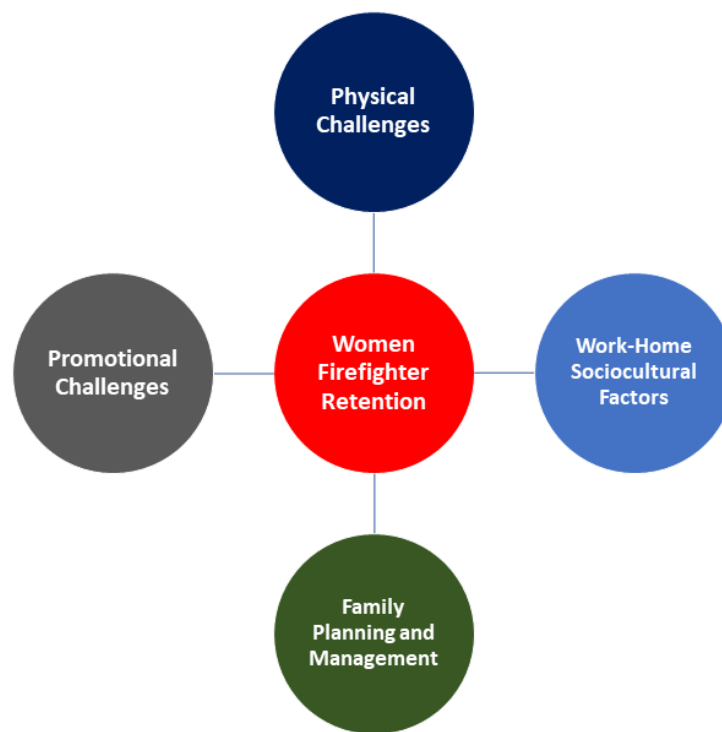 Physical
Challenges
Promotional
Challenges
Women
Firefighter
Retention
Work-Home
Sociocultural
Factors
Family
Planning and
Management